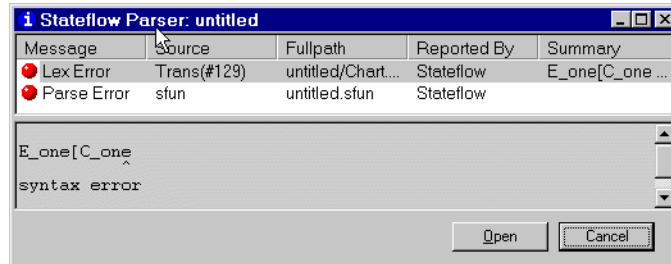 Stateflow Parser: untitled
Message Source Fullpath Reported By Summary
Lex Error Trans(#129) untitled/Chart.... Stateflow E_one[C_one ...
Parse Error sfun untitled.sfun Stateflow
E_one[C_one
^
syntax error
Open Cancel